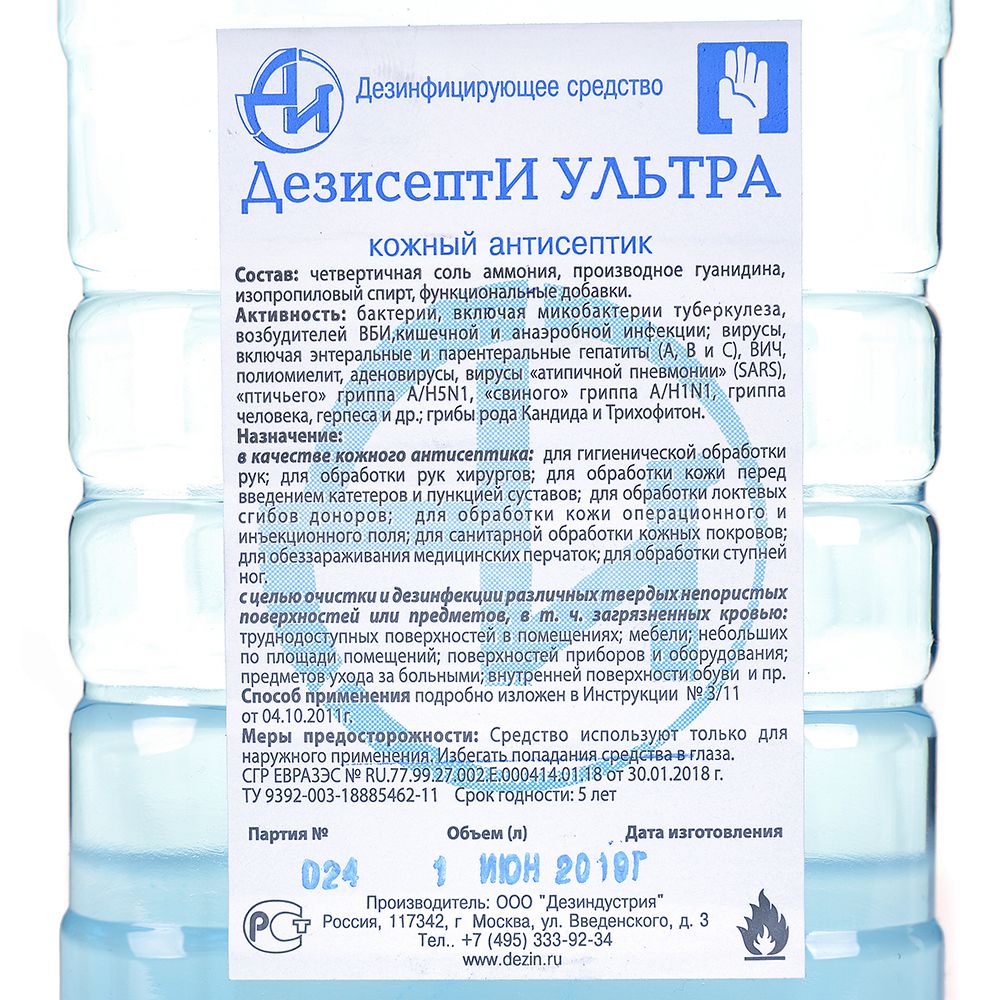 ДИ
Дезинфицирующее средство
ДезисептИ УЛЬТРА
кожный антисептик
Состав: четвертичная соль аммония, производное гуанидина,
изопропиловый спирт, функциональные добавки.
Активность: бактерий, включая микобактерии туберкулеза,
возбудителей ВБИ,кишечной и анаэробной инфекции; вирусы,
включая энтеральные и парентеральные гепатиты (А, В и С), ВИЧ,
полиомиелит, аденовирусы, вирусы «атипичной пневмонии» (SARS),
«птичьего» гриппа A/H5N1, «свиного» гриппа A/H1N1, гриппа
человека, герпеса и др.; грибы рода Кандида и Трихофитон.
Назначение:
в качестве кожного антисептика: для гигиенической обработки
рук; для обработки рук хирургов; для обработки кожи перед
введением катетеров и пункцией суставов; для обработки локтевых
сгибов доноров; для обработки кожи операционного и
инъекционного поля; для санитарной обработки кожных покровов;
для обеззараживания медицинских перчаток; для обработки ступней
ног.
с целью очистки и дезинфекции различных твердых непористых
поверхностей или предметов, в т. ч. загрязненных кровью:
труднодоступных поверхностей в помещениях; мебели; небольших
по площади помещений; поверхностей приборов и оборудования;
предметов ухода за больными; внутренней поверхности обуви и пр.
Способ применения подробно изложен в Инструкции № 3/11
от 04.10.2011г.
Меры предосторожности: Средство используют только для
наружного применения. Избегать попадания средства в глаза.
СГР ЕВРАЗЭС № RU.77.99.27.002.Е.000414.01.18 от 30.01.2018 г.
ТУ 9392-003-18885462-11 Срок годности: 5 лет
Партия № Объем (л) Дата изготовления
024 1 ИЮН 2019Г
Производитель: ООО "Дезиндустрия"
Россия, 117342, г Москва, ул. Введенского, д. 3
Тел.. +7 (495) 333-92-34
www.dezin.ru
РСТ